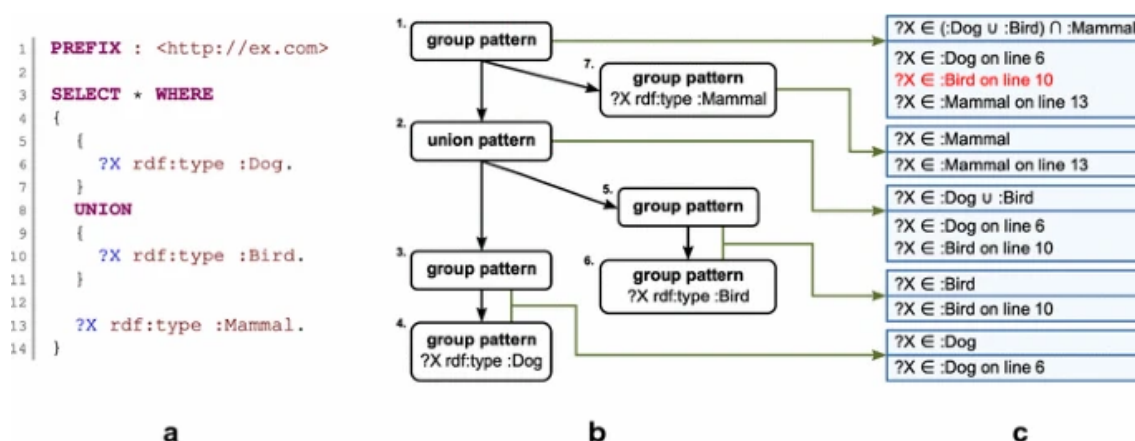 1 PREFIX : <http://ex.com>
2
3 SELECT * WHERE
4 {
5 {
6 ?X rdf:type :Dog.
7 }
8 UNION
9 {
10 ?X rdf:type :Bird.
11 }
12
13 ?X rdf:type :Mammal.
14 }
a
1.
group pattern
7.
group pattern
?X rdf:type :Mammal
2.
union pattern
5.
group pattern
3.
group pattern
6.
group pattern
?X rdf:type :Bird
4.
group pattern
?X rdf:type :Dog
b
?X ∈ (:Dog ∪ :Bird) ∩ :Mammal
?X ∈ :Dog on line 6
?X ∈ :Bird on line 10
?X ∈ :Mammal on line 13
?X ∈ :Mammal
?X ∈ :Mammal on line 13
?X ∈ :Dog ∪ :Bird
?X ∈ :Dog on line 6
?X ∈ :Bird on line 10
?X ∈ :Bird
?X ∈ :Bird on line 10
?X ∈ :Dog
?X ∈ :Dog on line 6
c